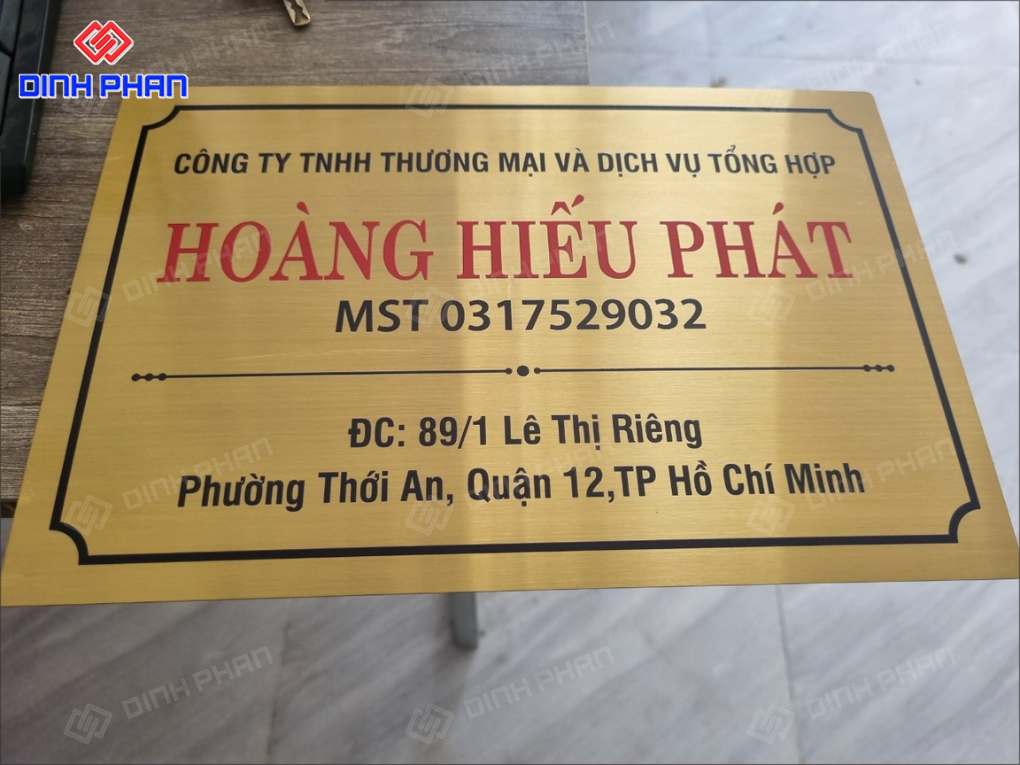 DINH PHAN
CÔNG TY TNHH THƯƠNG MẠI VÀ DỊCH VỤ TỔNG HỢP
HOÀNG HIẾU PHÁT
MST 0317529032
ĐC: 89/1 Lê Thị Riêng
Phường Thới An, Quận 12,TP Hồ Chí Minh